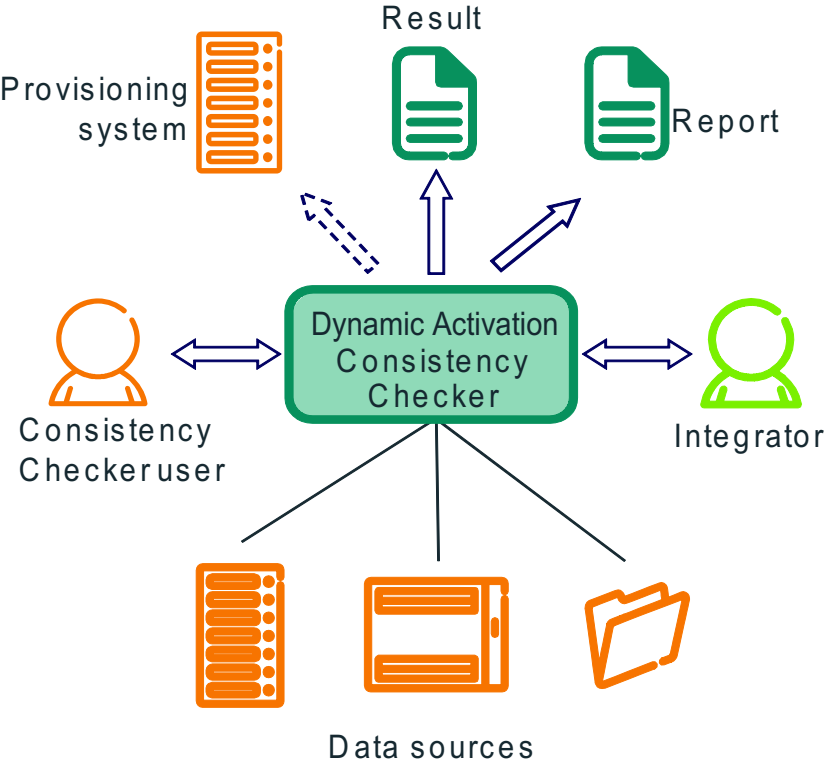 Result
Provisioning
system
Report
Dynamic Activation
Consistency
Checker
Consistency
Checker user
Integrator
Data sources